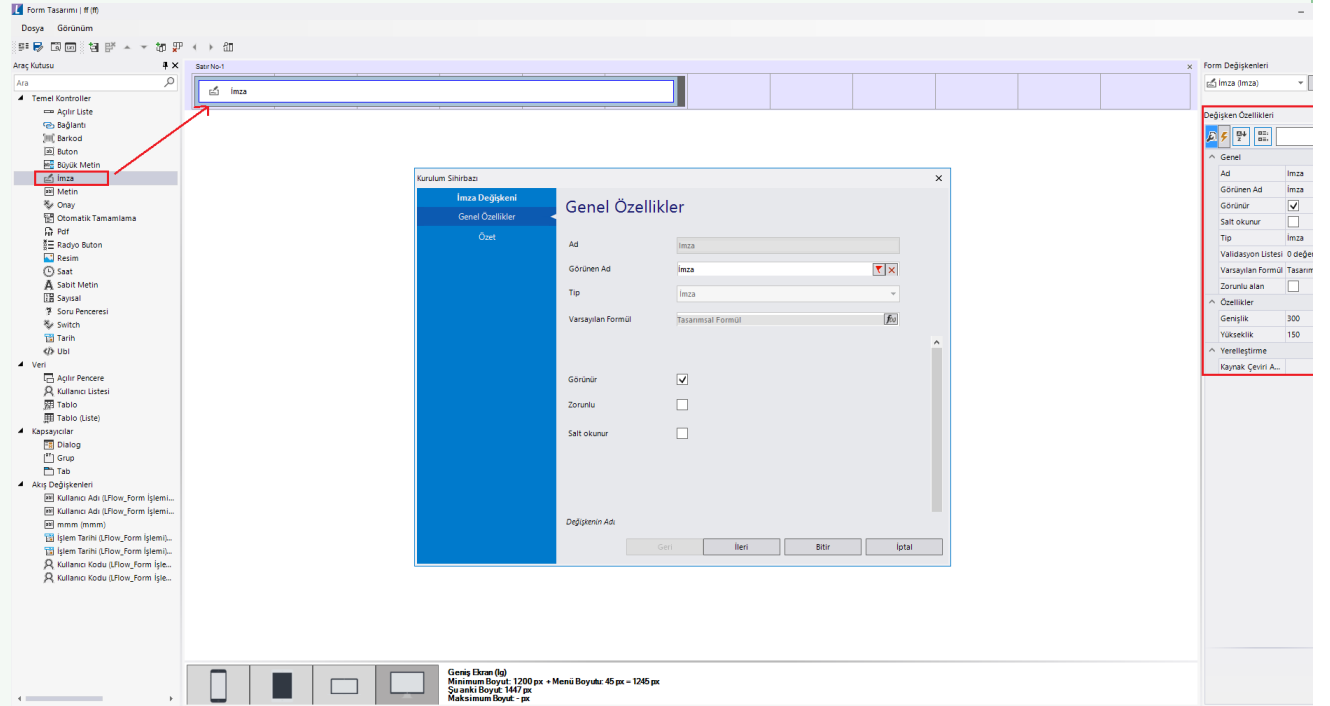 Form Tasarımı | ff (ff)
Dosya Görünüm
Araç Kutusu
Ara
Temel Kontroller
Açılır Liste
Bağlantı
Barkod
Buton
Büyük Metin
İmza
Metin
Onay
Otomatik Tamamlama
Pdf
Radyo Buton
Resim
Saat
Sabit Metin
Sayısal
Soru Penceresi
Switch
Tarih
Ubl
Veri
Açılır Pencere
Kullanıcı Listesi
Tablo
Tablo (Liste)
Kapsayıcılar
Dialog
Grup
Tab
Akış Değişkenleri
Kullanıcı Adı (LFlow_Form İşlemi...
Kullanıcı Adı (LFlow_Form İşlemi...
mmm (mmm)
İşlem Tarihi (LFlow_Form İşlemi)...
İşlem Tarihi (LFlow_Form İşlemi)...
Kullanıcı Kodu (LFlow_Form İşle...
Kullanıcı Kodu (LFlow_Form İşle...
Satır No-1
İmza
Kurulum Sihirbazı
İmza Değişkeni
Genel Özellikler
Özet
Genel Özellikler
Ad İmza
Görünen Ad İmza
Tip İmza
Varsayılan Formül Tasarımsal Formül
Görünür
Zorunlu
Salt okunur
Değişkenin Adı
Geri İleri Bitir İptal
Geniş Ekran (lg)
Minimum Boyut: 1200 px + Menü Boyutu: 45 px = 1245 px
Şu anki Boyut: 1447 px
Maksimum Boyut: - px
Form Değişkenleri
İmza (İmza)
Değişken Özellikleri
Genel
Ad İmza
Görünen Ad İmza
Görünür
Salt okunur
Tip İmza
Validasyon Listesi 0 değer
Varsayılan Formül Tasarım
Zorunlu alan
Özellikler
Genişlik 300
Yükseklik 150
Yerelleştirme
Kaynak Çeviri A...